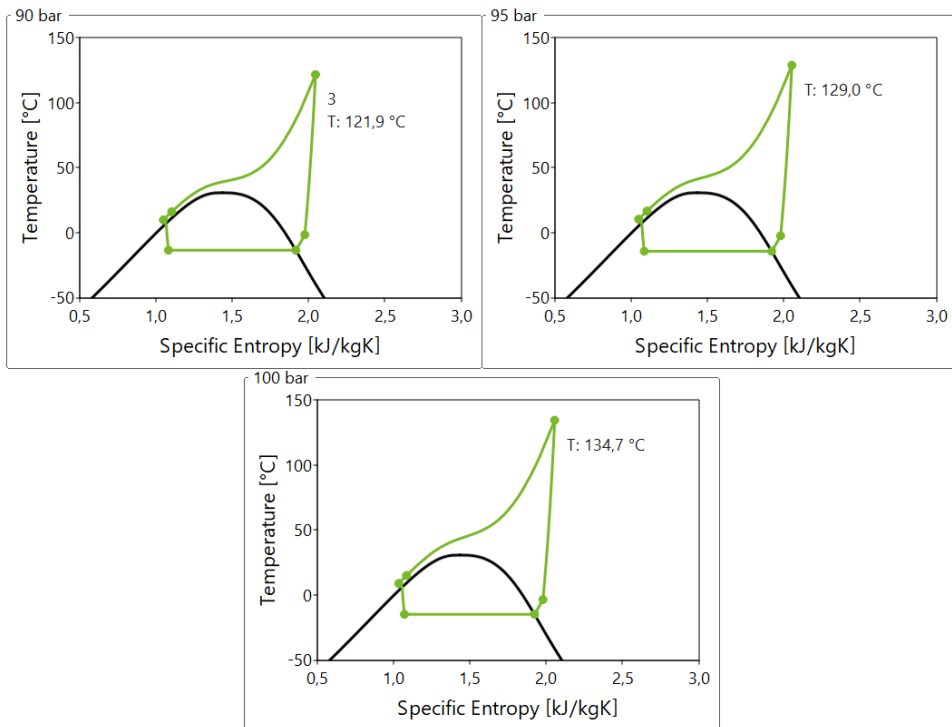 90 bar
150
100
50
0
-50
Temperature [°C]
3
T: 121,9 °C
0,5 1,0 1,5 2,0 2,5 3,0
Specific Entropy [kJ/kgK]
95 bar
150
100
50
0
-50
Temperature [°C]
T: 129,0 °C
0,5 1,0 1,5 2,0 2,5 3,0
Specific Entropy [kJ/kgK]
100 bar
150
100
50
0
-50
Temperature [°C]
T: 134,7 °C
0,5 1,0 1,5 2,0 2,5 3,0
Specific Entropy [kJ/kgK]